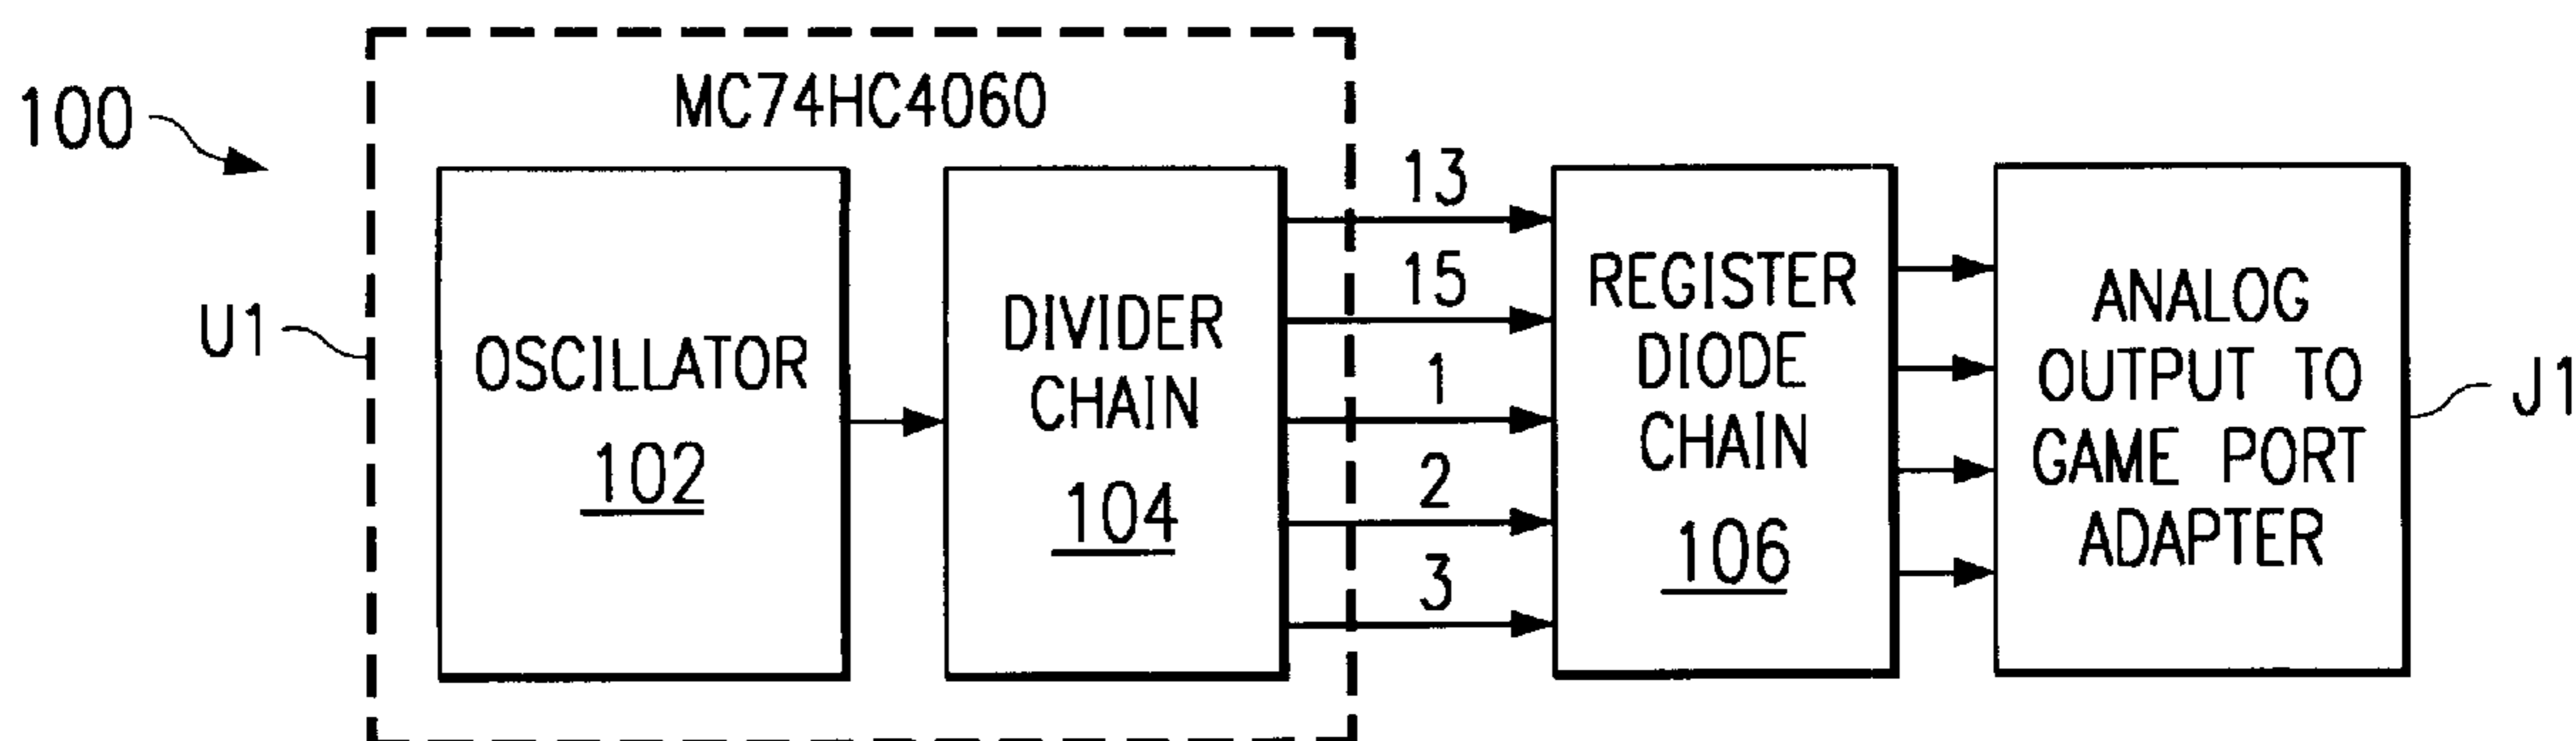 100
MC74HC4060
U1
OSCILLATOR
102
DIVIDER
CHAIN
104
13
15
1
2
3
REGISTER
DIODE
CHAIN
106
ANALOG
OUTPUT TO
GAME PORT
ADAPTER
J1